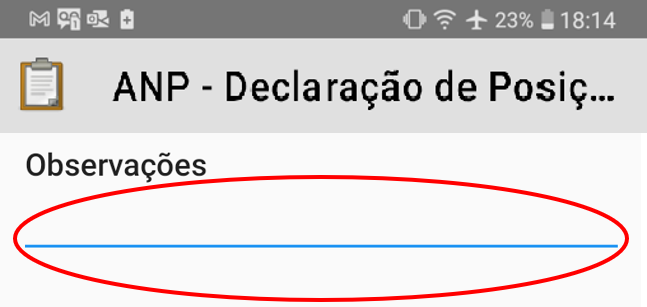 23% 18:14
ANP - Declaração de Posiç...
Observações